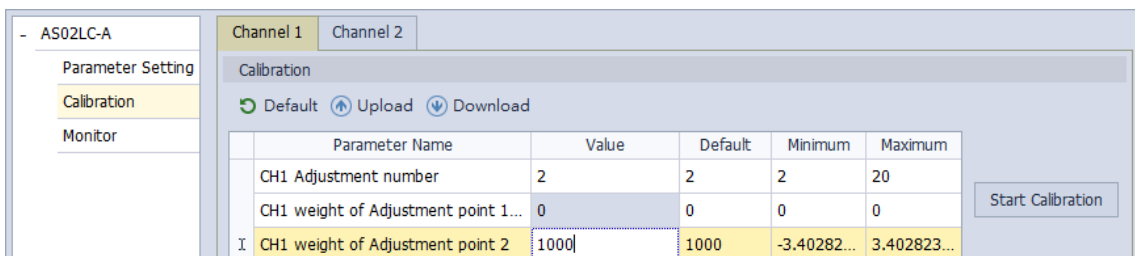 - AS02LC-A
Parameter Setting
Calibration
Monitor
Channel 1 Channel 2
Calibration
Default Upload Download
Parameter Name Value Default Minimum Maximum
CH1 Adjustment number 2 2 2 20
CH1 weight of Adjustment point 1... 0 0 0 0
CH1 weight of Adjustment point 2 1000 1000 -3.40282... 3.402823...
Start Calibration